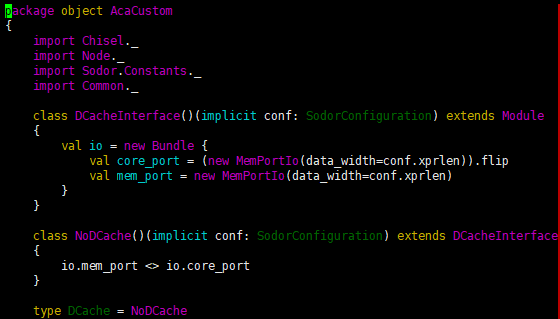 package object AcaCustom
{
    import Chisel._
    import Node._
    import Sodor.Constants._
    import Common._

    class DCacheInterface()(implicit conf: SodorConfiguration) extends Module
    {
        val io = new Bundle {
            val core_port = (new MemPortIo(data_width=conf.xprlen)).flip
            val mem_port = new MemPortIo(data_width=conf.xprlen)
        }
    }

    class NoDCache()(implicit conf: SodorConfiguration) extends DCacheInterface
    {
        io.mem_port <> io.core_port
    }

    type DCache = NoDCache